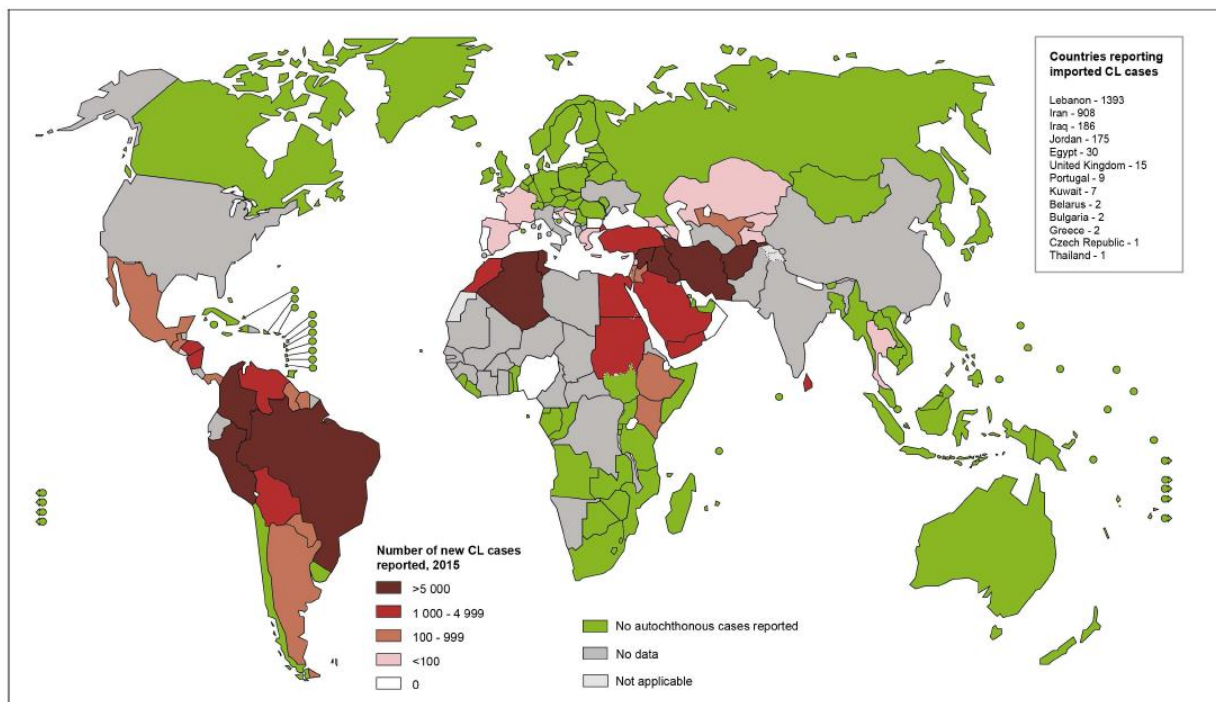 Countries reporting
imported CL cases
Lebanon - 1393
Iran - 908
Iraq - 186
Jordan - 175
Egypt - 30
United Kingdom - 15
Portugal - 9
Kuwait - 7
Belarus - 2
Bulgaria - 2
Greece - 2
Czech Republic - 1
Thailand - 1
Number of new CL cases
reported, 2015
>5 000
1 000 - 4 999
100 - 999
<100
0
No autochthonous cases reported
No data
Not applicable